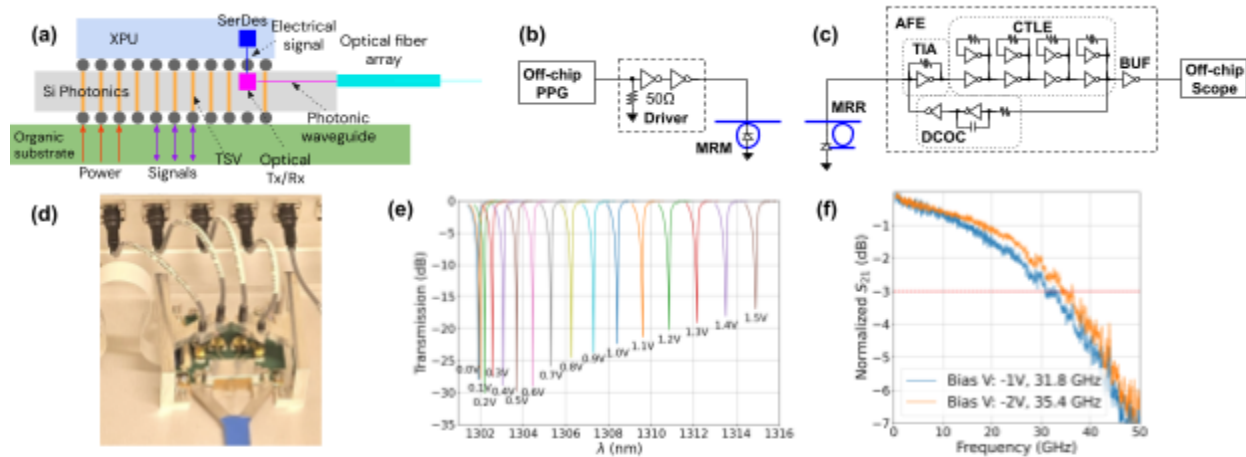 (a)
XPU
SerDes
Electrical
signal
Optical fiber
array
Si Photonics
Photonic
waveguide
Organic
substrate
Power
Signals
TSV
Optical
Tx/Rx
(b)
Off-chip
PPG
50Ω
Driver
MRM
(c)
AFE
CTLE
TIA
BUF
Off-chip
Scope
MRR
DCOC
(d)
(e)
Transmission (dB)
0
−5
−10
−15
−20
−25
−30
−35
0.0V
0.1V
0.2V
0.3V
0.4V
0.5V
0.6V
0.7V
0.8V
0.9V
1.0V
1.1V
1.2V
1.3V
1.4V
1.5V
1302 1304 1306 1308 1310 1312 1314 1316
λ (nm)
(f)
Normalized S21 (dB)
−1
−2
−3
−4
−5
−6
−7
Bias V: -1V, 31.8 GHz
Bias V: -2V, 35.4 GHz
0 10 20 30 40 50
Frequency (GHz)